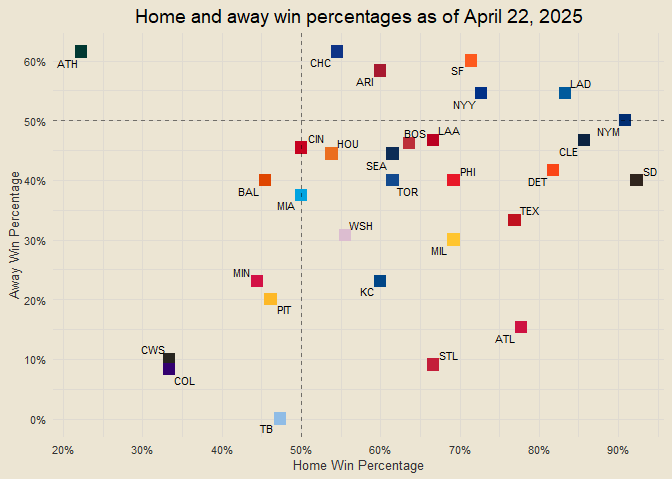 Home and away win percentages as of April 22, 2025
60%
50%
40%
30%
20%
10%
0%
Away Win Percentage
ATH
CHC
ARI
SF
NYY
LAD
NYM
CIN
HOU
BOS
LAA
SEA
CLE
BAL
MIA
TOR
PHI
DET
SD
WSH
TEX
MIL
MIN
PIT
KC
CWS
COL
ATL
STL
TB
20%
30%
40%
50%
60%
70%
80%
90%
Home Win Percentage